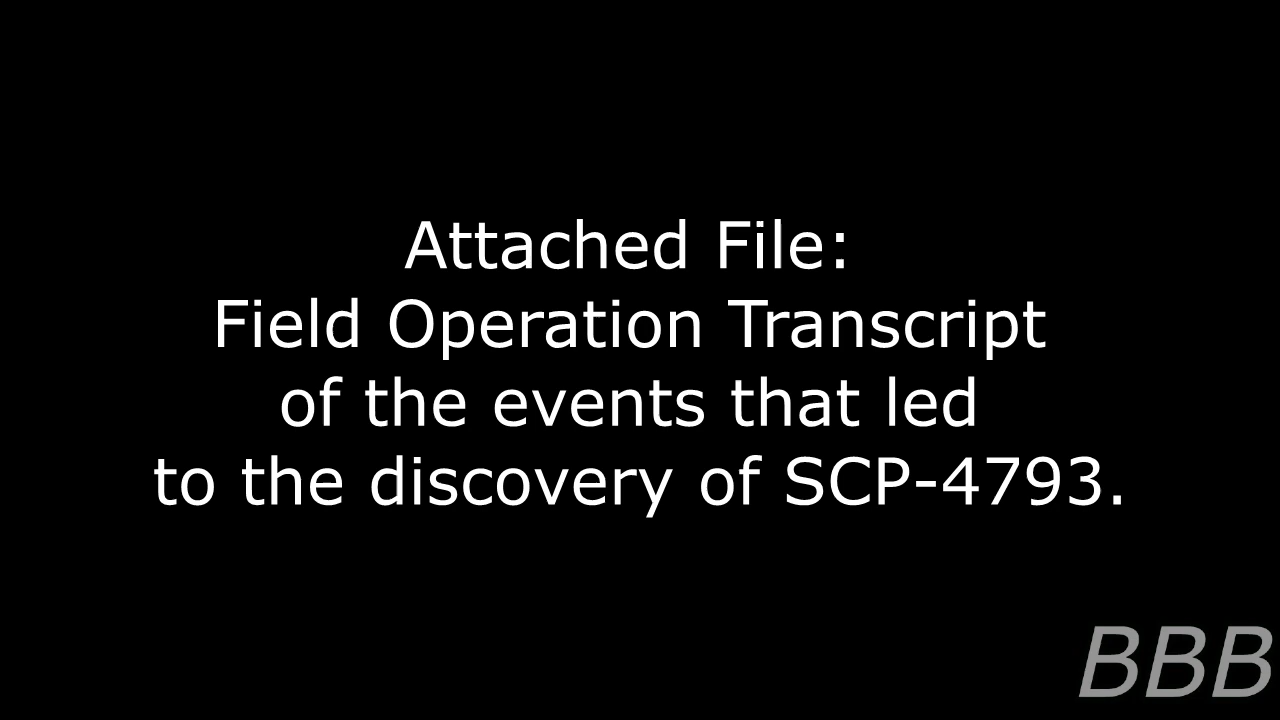 Attached File:
Field Operation Transcript
of the events that led
to the discovery of SCP-4793.
BBB